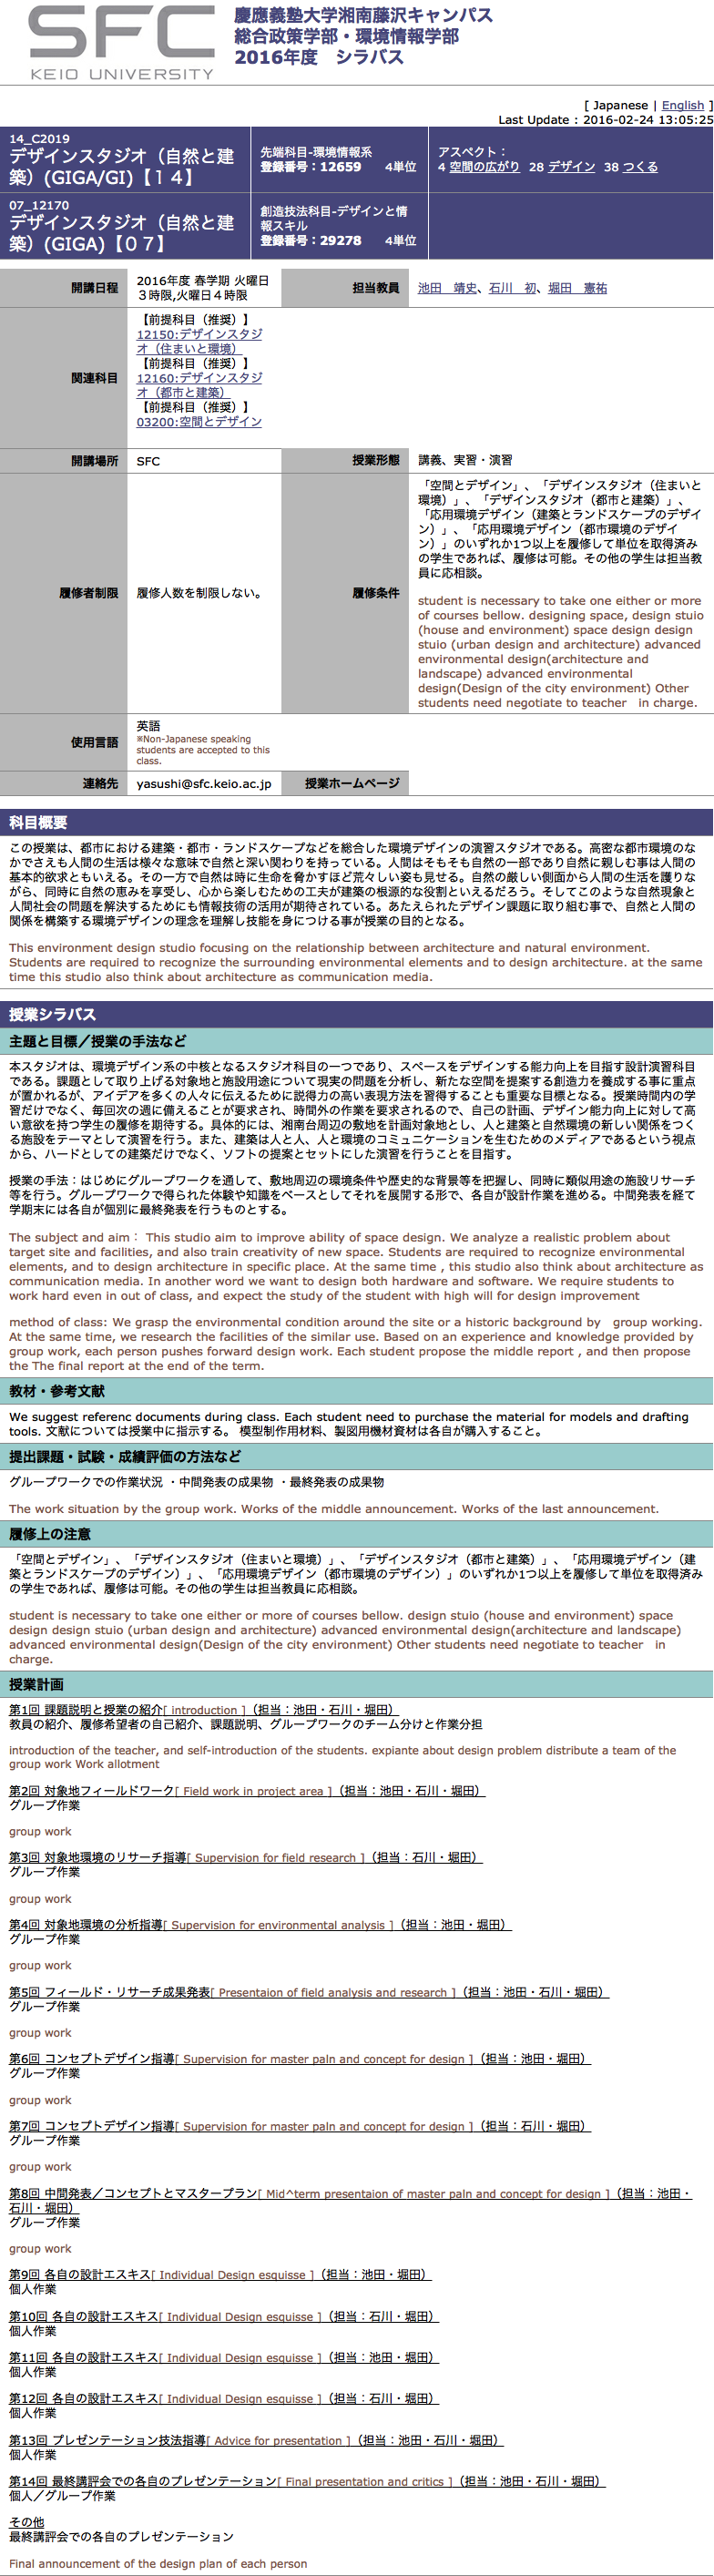 SFC
KEIO UNIVERSITY
慶應義塾大学湘南藤沢キャンパス
総合政策学部・環境情報学部
2016年度　シラバス
[ Japanese | English ]
Last Update : 2016-02-24 13:05:25
14_C2019
デザインスタジオ（自然と建
築）(GIGA/GI)【１４】
先端科目-環境情報系
登録番号：12659　　4単位
アスペクト：
4 空間の広がり 28 デザイン 38 つくる
07_12170
デザインスタジオ（自然と建
築）(GIGA)【０７】
創造技法科目-デザインと情
報スキル
登録番号：29278　　4単位
開講日程
2016年度 春学期 火曜日
３時限,火曜日４時限
担当教員
池田　靖史、石川　初、堀田　憲祐
関連科目
【前提科目（推奨）】
12150:デザインスタジ
オ（住まいと環境）
【前提科目（推奨）】
12160:デザインスタジ
オ（都市と建築）
【前提科目（推奨）】
03200:空間とデザイン
開講場所
SFC
授業形態
講義、実習・演習
履修者制限
履修人数を制限しない。
履修条件
「空間とデザイン」、「デザインスタジオ（住まいと
環境）」、「デザインスタジオ（都市と建築）」、
「応用環境デザイン（建築とランドスケープのデザイ
ン）」、「応用環境デザイン（都市環境のデザイ
ン）」のいずれか1つ以上を履修して単位を取得済み
の学生であれば、履修は可能。その他の学生は担当教
員に応相談。
student is necessary to take one either or more
of courses bellow. designing space, design stuio
(house and environment) space design design
stuio (urban design and architecture) advanced
environmental design(architecture and
landscape) advanced environmental
design(Design of the city environment) Other
students need negotiate to teacher　in charge.
使用言語
英語
※Non-Japanese speaking
students are accepted to this
class.
連絡先
yasushi@sfc.keio.ac.jp
授業ホームページ
科目概要
この授業は、都市における建築・都市・ランドスケープなどを総合した環境デザインの演習スタジオである。高密な都市環境のな
かでさえも人間の生活は様々な意味で自然と深い関わりを持っている。人間はそもそも自然の一部であり自然に親しむ事は人間の
基本的欲求ともいえる。その一方で自然は時に生命を脅かすほど荒々しい姿も見せる。自然の厳しい側面から人間の生活を護りな
がら、同時に自然の恵みを享受し、心から楽しむための工夫が建築の根源的な役割といえるだろう。そしてこのような自然現象と
人間社会の問題を解決するためにも情報技術の活用が期待されている。あたえられたデザイン課題に取り組む事で、自然と人間の
関係を構築する環境デザインの理念を理解し技能を身につける事が授業の目的となる。
This environment design studio focusing on the relationship between architecture and natural environment.
Students are required to recognize the surrounding environmental elements and to design architecture. at the same
time this studio also think about architecture as communication media.
授業シラバス
主題と目標／授業の手法など
本スタジオは、環境デザイン系の中核となるスタジオ科目の一つであり、スペースをデザインする能力向上を目指す設計演習科目
である。課題として取り上げる対象地と施設用途について現実の問題を分析し、新たな空間を提案する創造力を養成する事に重点
が置かれるが、アイデアを多くの人々に伝えるために説得力の高い表現方法を習得することも重要な目標となる。授業時間内の学
習だけでなく、毎回次の週に備えることが要求され、時間外の作業を要求されるので、自己の計画、デザイン能力向上に対して高
い意欲を持つ学生の履修を期待する。具体的には、湘南台周辺の敷地を計画対象地とし、人と建築と自然環境の新しい関係をつく
る施設をテーマとして演習を行う。また、建築は人と人、人と環境のコミュニケーションを生むためのメディアであるという視点
から、ハードとしての建築だけでなく、ソフトの提案とセットにした演習を行うことを目指す。
授業の手法：はじめにグループワークを通して、敷地周辺の環境条件や歴史的な背景等を把握し、同時に類似用途の施設リサーチ
等を行う。グループワークで得られた体験や知識をベースとしてそれを展開する形で、各自が設計作業を進める。中間発表を経て
学期末には各自が個別に最終発表を行うものとする。
The subject and aim： This studio aim to improve ability of space design. We analyze a realistic problem about
target site and facilities, and also train creativity of new space. Students are required to recognize environmental
elements, and to design architecture in specific place. At the same time , this studio also think about architecture as
communication media. In another word we want to design both hardware and software. We require students to
work hard even in out of class, and expect the study of the student with high will for design improvement
method of class: We grasp the environmental condition around the site or a historic background by　group working.
At the same time, we research the facilities of the similar use. Based on an experience and knowledge provided by
group work, each person pushes forward design work. Each student propose the middle report , and then propose
the The final report at the end of the term.
教材・参考文献
We suggest referenc documents during class. Each student need to purchase the material for models and drafting
tools. 文献については授業中に指示する。 模型制作用材料、製図用機材資材は各自が購入すること。
提出課題・試験・成績評価の方法など
グループワークでの作業状況 ・中間発表の成果物 ・最終発表の成果物
The work situation by the group work. Works of the middle announcement. Works of the last announcement.
履修上の注意
「空間とデザイン」、「デザインスタジオ（住まいと環境）」、「デザインスタジオ（都市と建築）」、「応用環境デザイン（建
築とランドスケープのデザイン）」、「応用環境デザイン（都市環境のデザイン）」のいずれか1つ以上を履修して単位を取得済み
の学生であれば、履修は可能。その他の学生は担当教員に応相談。
student is necessary to take one either or more of courses bellow. design stuio (house and environment) space
design design stuio (urban design and architecture) advanced environmental design(architecture and landscape)
advanced environmental design(Design of the city environment) Other students need negotiate to teacher　in
charge.
授業計画
第1回 課題説明と授業の紹介[ introduction ]（担当：池田・石川・堀田）
教員の紹介、履修希望者の自己紹介、課題説明、グループワークのチーム分けと作業分担
introduction of the teacher, and self-introduction of the students. expiante about design problem distribute a team of the
group work Work allotment
第2回 対象地フィールドワーク[ Field work in project area ]（担当：池田・石川・堀田）
グループ作業
group work
第3回 対象地環境のリサーチ指導[ Supervision for field research ]（担当：石川・堀田）
グループ作業
group work
第4回 対象地環境の分析指導[ Supervision for environmental analysis ]（担当：池田・堀田）
グループ作業
group work
第5回 フィールド・リサーチ成果発表[ Presentaion of field analysis and research ]（担当：池田・石川・堀田）
グループ作業
group work
第6回 コンセプトデザイン指導[ Supervision for master paln and concept for design ]（担当：池田・堀田）
グループ作業
group work
第7回 コンセプトデザイン指導[ Supervision for master paln and concept for design ]（担当：石川・堀田）
グループ作業
group work
第8回 中間発表／コンセプトとマスタープラン[ Mid^term presentaion of master paln and concept for design ]（担当：池田・
石川・堀田）
グループ作業
group work
第9回 各自の設計エスキス[ Individual Design esquisse ]（担当：池田・堀田）
個人作業
第10回 各自の設計エスキス[ Individual Design esquisse ]（担当：石川・堀田）
個人作業
第11回 各自の設計エスキス[ Individual Design esquisse ]（担当：池田・堀田）
個人作業
第12回 各自の設計エスキス[ Individual Design esquisse ]（担当：石川・堀田）
個人作業
第13回 プレゼンテーション技法指導[ Advice for presentation ]（担当：池田・石川・堀田）
個人作業
第14回 最終講評会での各自のプレゼンテーション[ Final presentation and critics ]（担当：池田・石川・堀田）
個人／グループ作業
その他
最終講評会での各自のプレゼンテーション
Final announcement of the design plan of each person